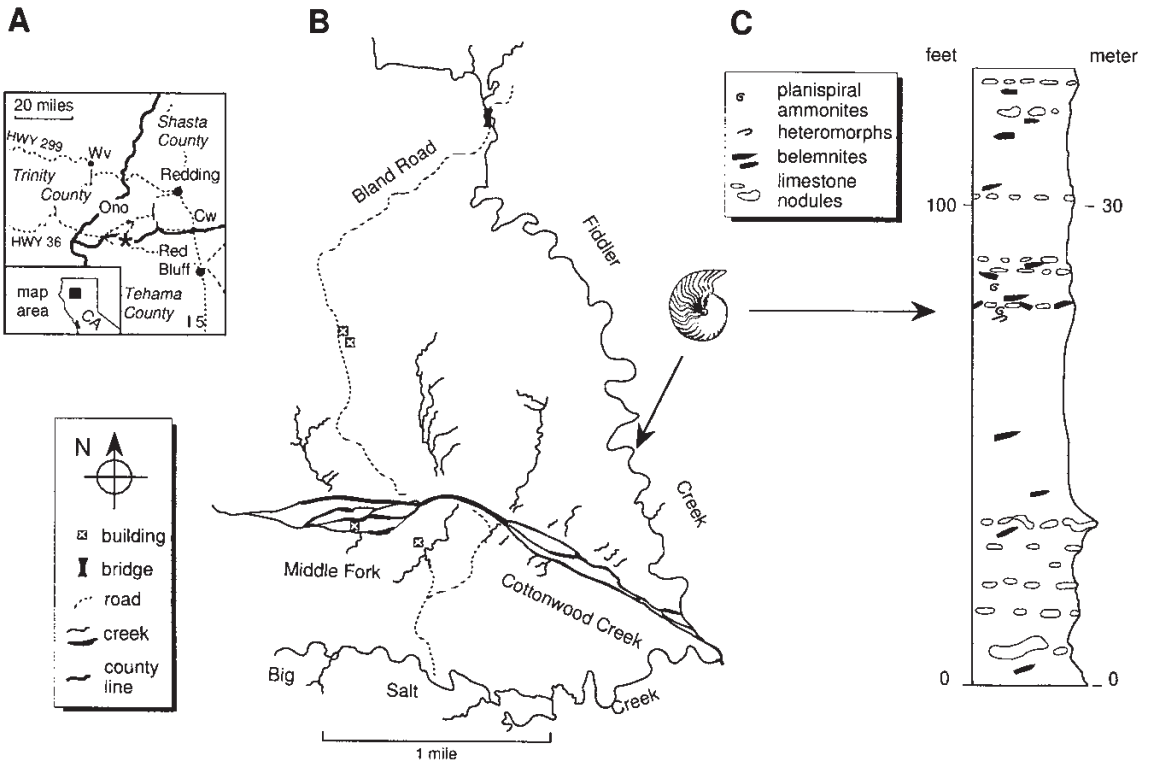 A
B
C
20 miles
HWY 299
Wv
Shasta
County
Trinity
County
Redding
Ono
Cw
HWY 36
Red
Bluff
map
area
CA
Tehama
County
I 5
N
building
bridge
road
creek
county
line
Bland Road
Fiddler
Creek
Middle Fork
Cottonwood Creek
Big
Salt
Creek
1 mile
planispiral
ammonites
heteromorphs
belemnites
limestone
nodules
feet
meter
100
30
0
0